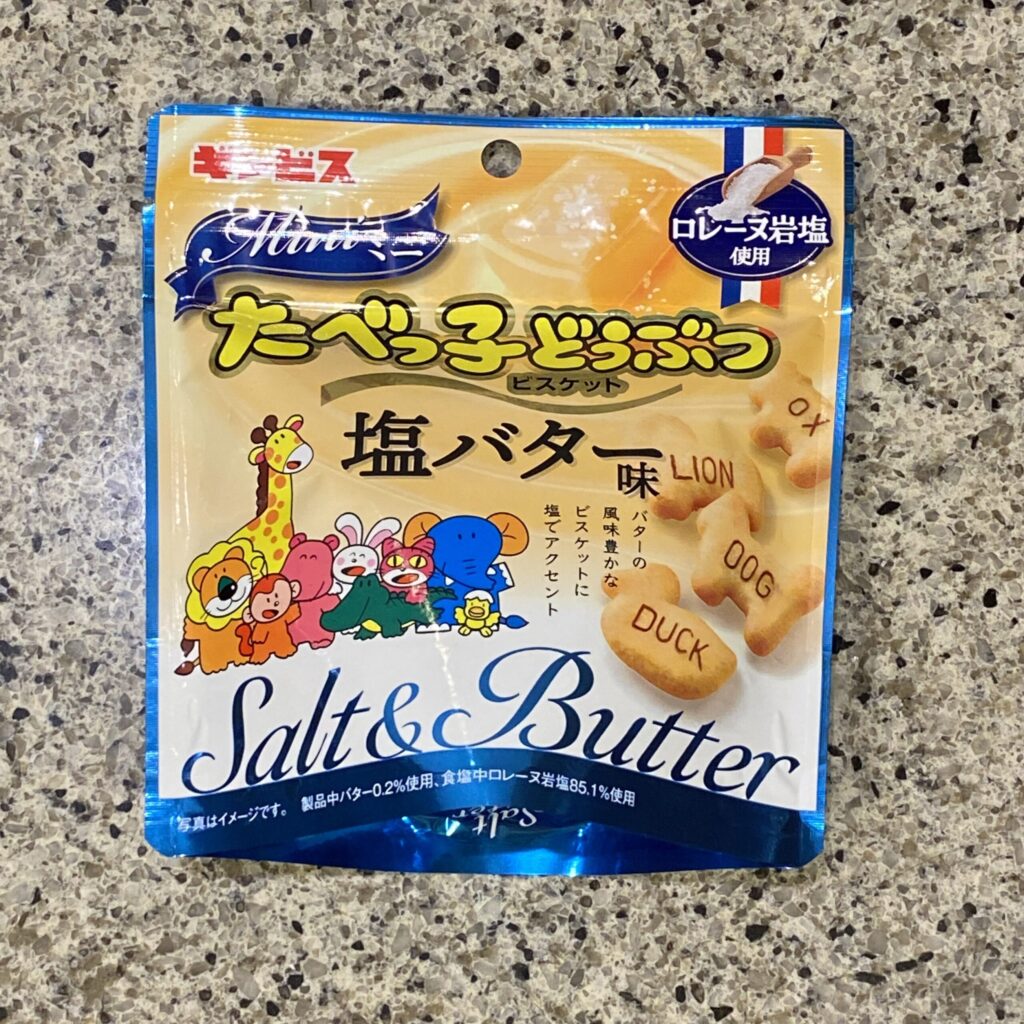 ギンビス
Mini ミニ
ロレーヌ岩塩
使用
たべっ子どうぶつ
ビスケット
塩バター味
バターの
風味豊かな
ビスケットに
塩でアクセント
OX
LION
DOG
DUCK
Salt & Butter
製品中バター0.2%使用、食塩中ロレーヌ岩塩85.1%使用
写真はイメージです。
Salt